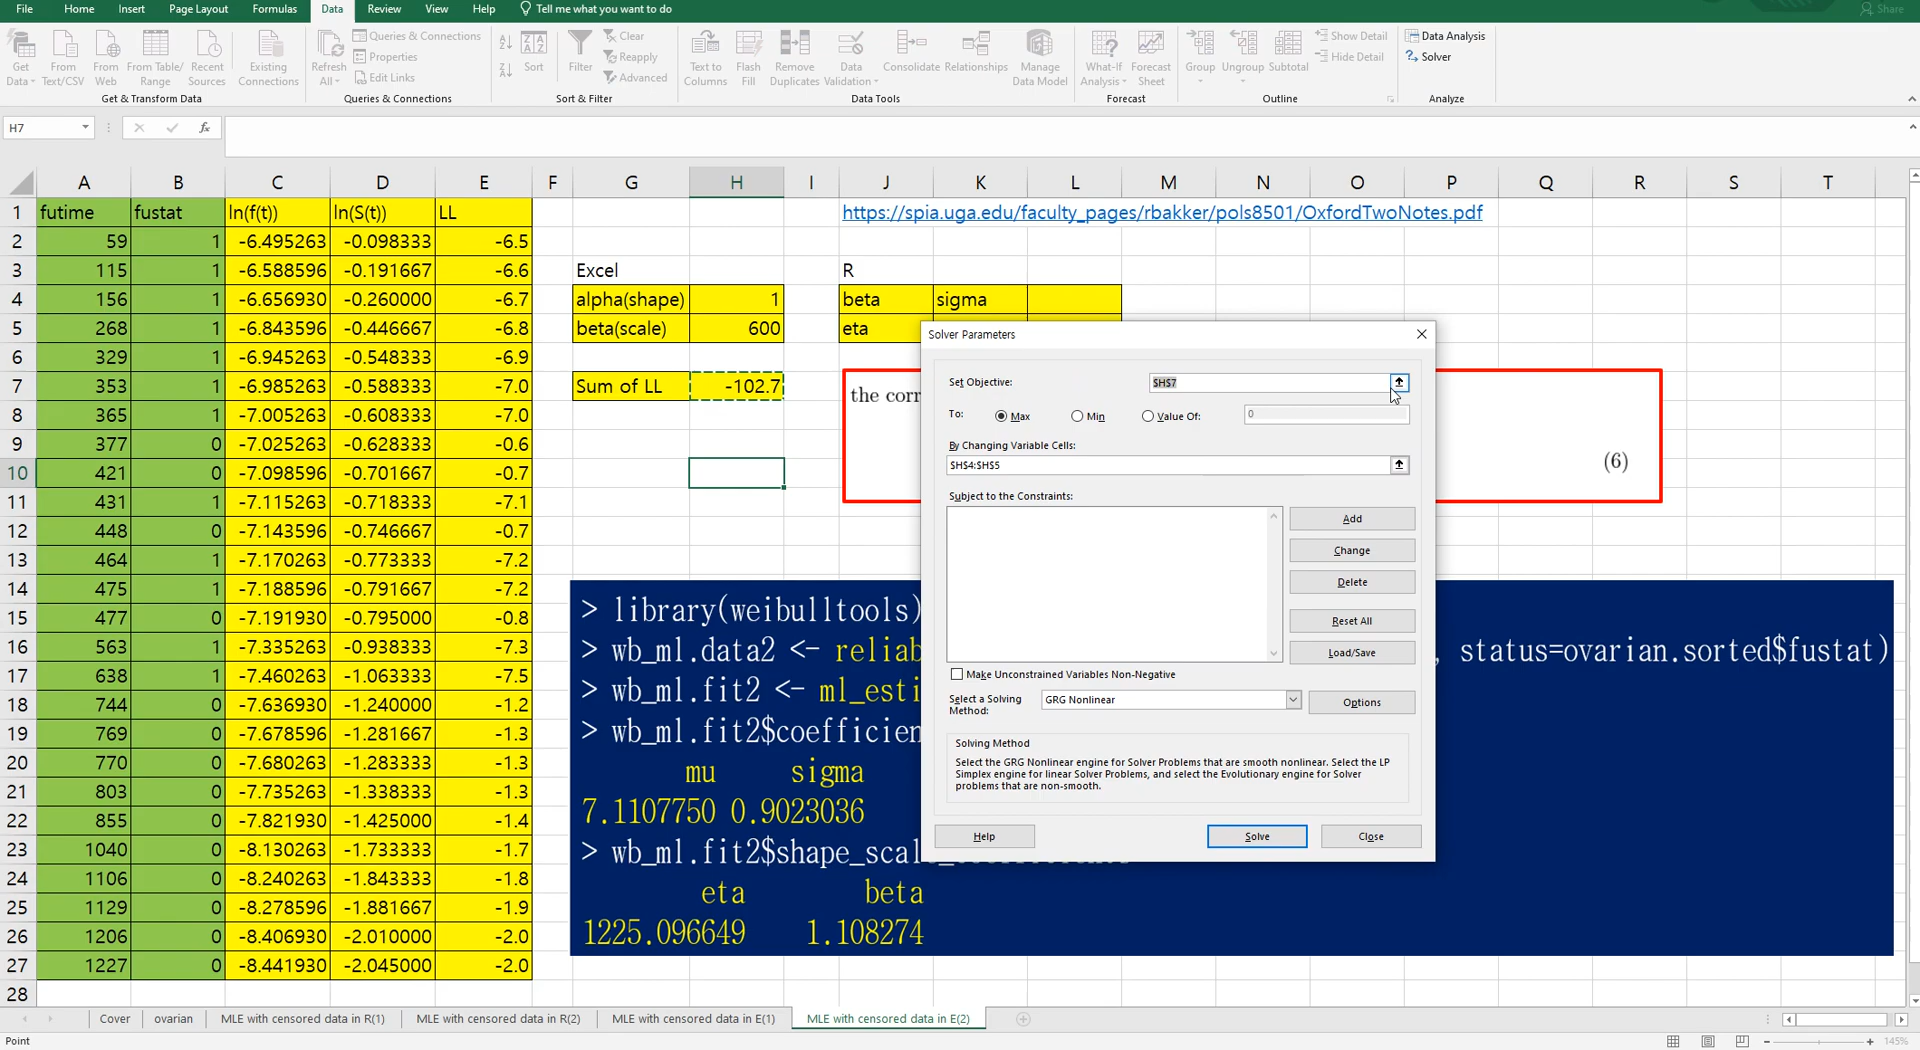 File Home Insert Page Layout Formulas Data Review View Help Tell me what you want to do Share
Get Data From Text/CSV From Web From Table/ Range Recent Sources Existing Connections Refresh All Queries & Connections Properties Edit Links Sort Filter Clear Reapply Advanced Text to Columns Flash Fill Remove Duplicates Data Validation Consolidate Relationships Manage Data Model What-If Analysis Forecast Sheet Group Ungroup Subtotal Show Detail Hide Detail Data Analysis Solver
Get & Transform Data Queries & Connections Sort & Filter Data Tools Forecast Outline Analyze
H7 fx
A B C D E F G H I J K L M N O P Q R S T
1 futime fustat ln(f(t)) ln(S(t)) LL https://spia.uga.edu/faculty_pages/rbakker/pols8501/OxfordTwoNotes.pdf
2 59 1 -6.495263 -0.098333 -6.5
3 115 1 -6.588596 -0.191667 -6.6 Excel R
4 156 1 -6.656930 -0.260000 -6.7 alpha(shape) 1 beta sigma
5 268 1 -6.843596 -0.446667 -6.8 beta(scale) 600 eta
6 329 1 -6.945263 -0.548333 -6.9
7 353 1 -6.985263 -0.588333 -7.0 Sum of LL -102.7 the corr
8 365 1 -7.005263 -0.608333 -7.0
9 377 0 -7.025263 -0.628333 -0.6
10 421 0 -7.098596 -0.701667 -0.7 (6)
11 431 1 -7.115263 -0.718333 -7.1
12 448 0 -7.143596 -0.746667 -0.7
13 464 1 -7.170263 -0.773333 -7.2
14 475 1 -7.188596 -0.791667 -7.2
15 477 0 -7.191930 -0.795000 -0.8
16 563 1 -7.335263 -0.938333 -7.3
17 638 1 -7.460263 -1.063333 -7.5
18 744 0 -7.636930 -1.240000 -1.2
19 769 0 -7.678596 -1.281667 -1.3
20 770 0 -7.680263 -1.283333 -1.3
21 803 0 -7.735263 -1.338333 -1.3
22 855 0 -7.821930 -1.425000 -1.4
23 1040 0 -8.130263 -1.733333 -1.7
24 1106 0 -8.240263 -1.843333 -1.8
25 1129 0 -8.278596 -1.881667 -1.9
26 1206 0 -8.406930 -2.010000 -2.0
27 1227 0 -8.441930 -2.045000 -2.0
28
> library(weibulltools)
> wb_ml.data2 <- reliab , status=ovarian.sorted$fustat)
> wb_ml.fit2 <- ml_esti
> wb_ml.fit2$coefficien
mu sigma
7.1107750 0.9023036
> wb_ml.fit2$shape_scal
eta beta
1225.096649 1.108274
Solver Parameters
Set Objective: $H$7
To: Max Min Value Of: 0
By Changing Variable Cells:
$H$4:$H$5
Subject to the Constraints:
Add
Change
Delete
Reset All
Load/Save
Make Unconstrained Variables Non-Negative
Select a Solving Method: GRG Nonlinear Options
Solving Method
Select the GRG Nonlinear engine for Solver Problems that are smooth nonlinear. Select the LP
Simplex engine for linear Solver Problems, and select the Evolutionary engine for Solver
problems that are non-smooth.
Help Solve Close
Cover ovarian MLE with censored data in R(1) MLE with censored data in R(2) MLE with censored data in E(1) MLE with censored data in E(2)
Point 145%